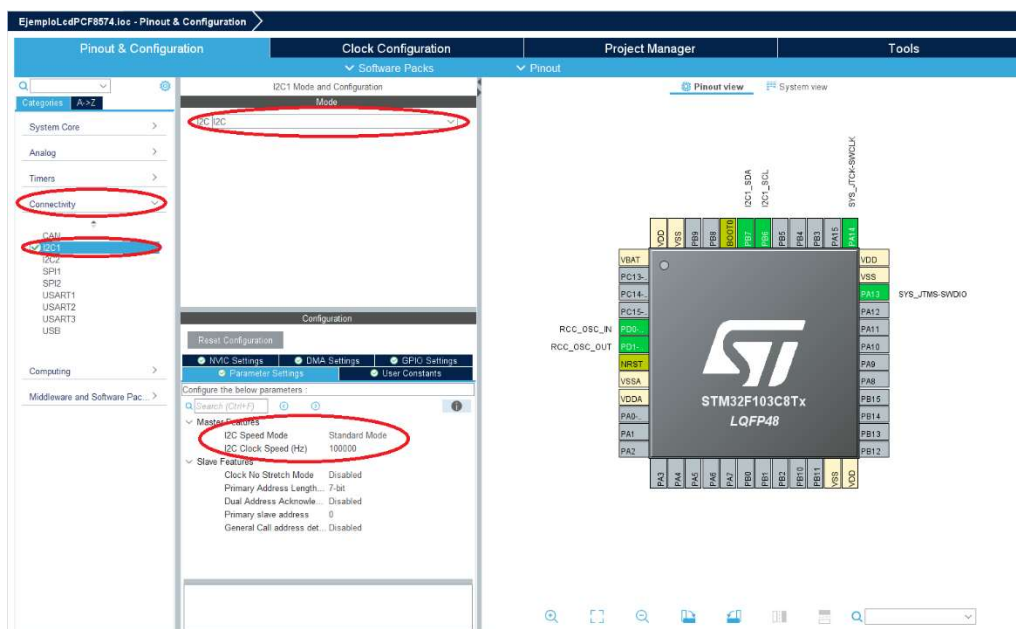 EjemploLcdPCF8574.ioc - Pinout & Configuration
Pinout & Configuration
Clock Configuration
Project Manager
Tools
Software Packs
Pinout
Categories A->Z
System Core
Analog
Timers
Connectivity
CAN
I2C1
I2C2
SPI1
SPI2
USART1
USART2
USART3
USB
Computing
Middleware and Software Pac...
I2C1 Mode and Configuration
Mode
I2C I2C
Configuration
Reset Configuration
NVIC Settings
DMA Settings
GPIO Settings
Parameter Settings
User Constants
Configure the below parameters :
Search (Ctrl+F)
Master Features
I2C Speed Mode Standard Mode
I2C Clock Speed (Hz) 100000
Slave Features
Clock No Stretch Mode Disabled
Primary Address Length... 7-bit
Dual Address Acknowle... Disabled
Primary slave address 0
General Call address det... Disabled
Pinout view
System view
I2C1_SDA
I2C1_SCL
SYS_JTCK-SWCLK
VDD
VSS
PB9
PB8
BOOT0
PB7
PB6
PB5
PB4
PB3
PA15
PA14
VBAT
PC13-..
PC14-..
PC15-..
RCC_OSC_IN PD0-..
RCC_OSC_OUT PD1-..
NRST
VSSA
VDDA
PA0-..
PA1
PA2
STM32F103C8Tx
LQFP48
VDD
VSS
PA13 SYS_JTMS-SWDIO
PA12
PA11
PA10
PA9
PA8
PB15
PB14
PB13
PB12
PA3
PA4
PA5
PA6
PA7
PB0
PB1
PB2
PB10
PB11
VSS
VDD